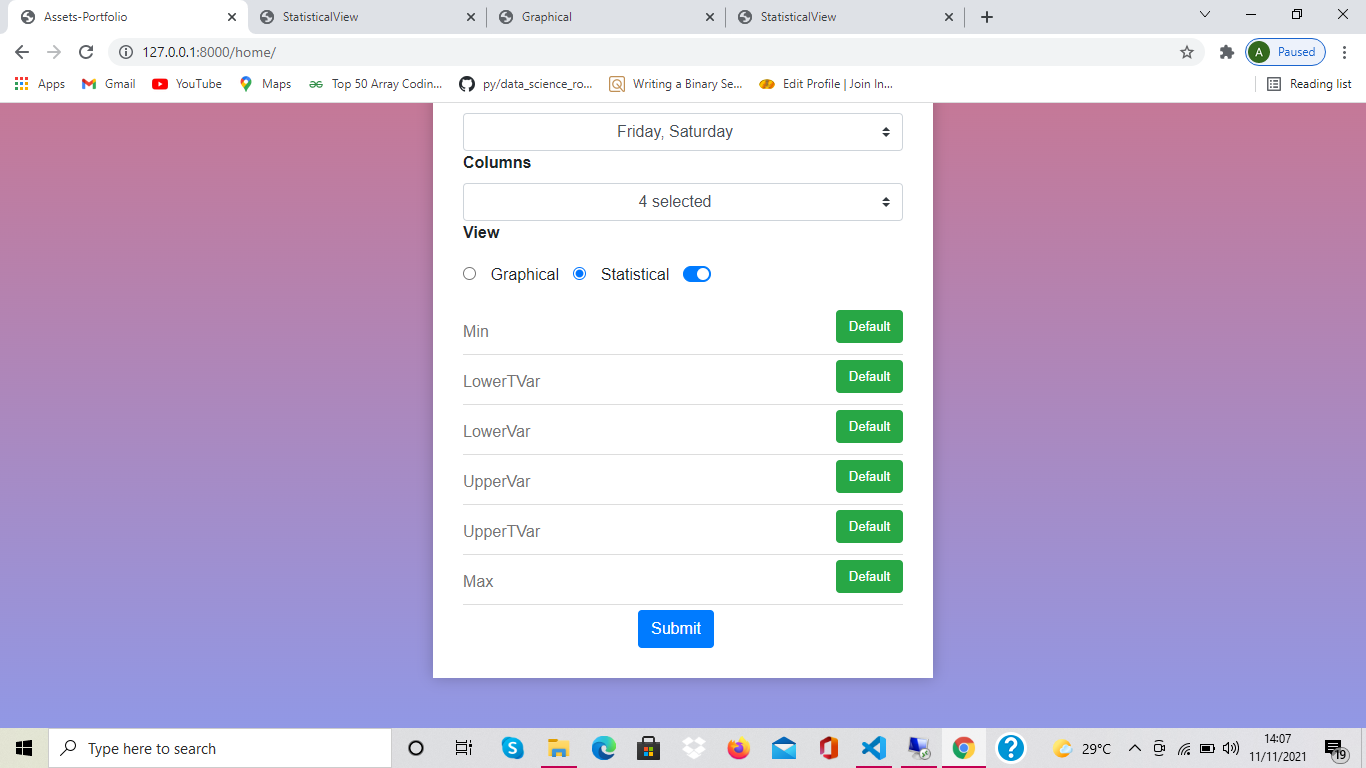 Assets-Portfolio
StatisticalView
Graphical
StatisticalView
127.0.0.1:8000/home/
A Paused
Apps
Gmail
YouTube
Maps
Top 50 Array Codin...
py/data_science_ro...
Writing a Binary Se...
Edit Profile | Join In...
Reading list
Friday, Saturday
Columns
4 selected
View
Graphical Statistical
Min Default
LowerTVar Default
LowerVar Default
UpperVar Default
UpperTVar Default
Max Default
Submit
Type here to search
29°C
14:07
11/11/2021
19